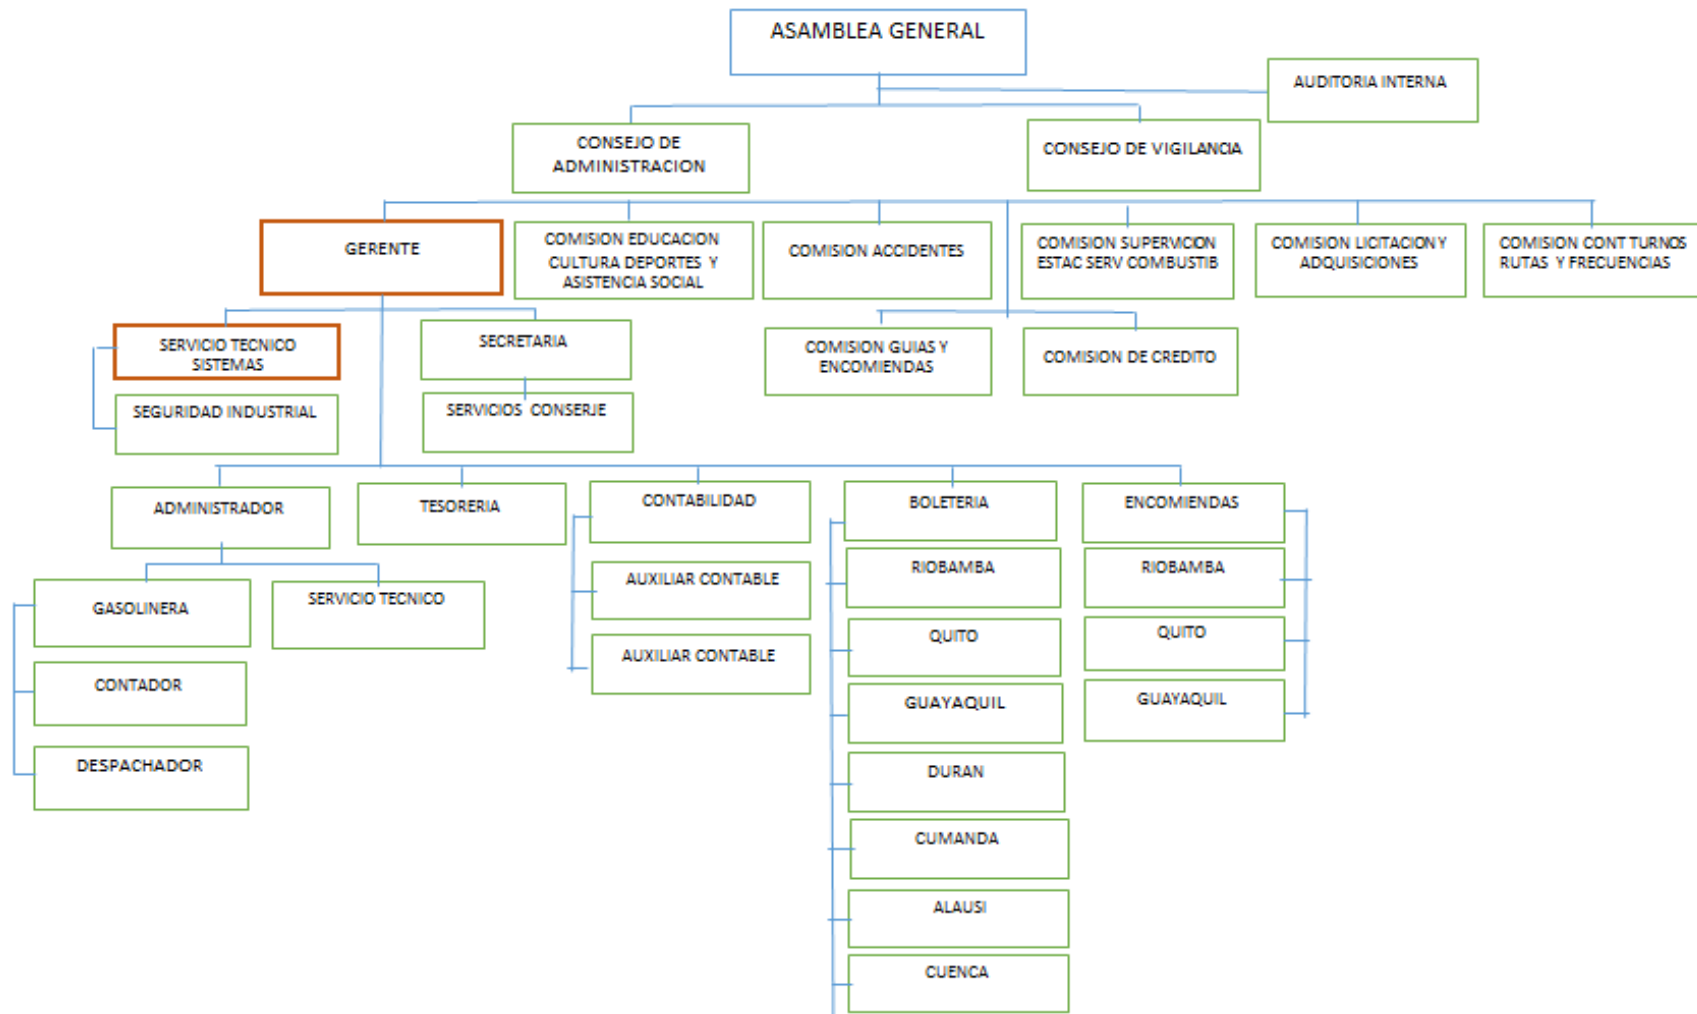 ASAMBLEA GENERAL
AUDITORIA INTERNA
CONSEJO DE
ADMINISTRACION
CONSEJO DE VIGILANCIA
GERENTE
COMISION EDUCACION
CULTURA DEPORTES Y
ASISTENCIA SOCIAL
COMISION ACCIDENTES
COMISION SUPERVICION
ESTAC SERV COMBUSTIB
COMISION LICITACION Y
ADQUISICIONES
COMISION CONT TURNOS
RUTAS Y FRECUENCIAS
SERVICIO TECNICO
SISTEMAS
SECRETARIA
COMISION GUIAS Y
ENCOMIENDAS
COMISION DE CREDITO
SEGURIDAD INDUSTRIAL
SERVICIOS CONSERJE
ADMINISTRADOR
TESORERIA
CONTABILIDAD
BOLETERIA
ENCOMIENDAS
GASOLINERA
SERVICIO TECNICO
AUXILIAR CONTABLE
RIOBAMBA
RIOBAMBA
CONTADOR
AUXILIAR CONTABLE
QUITO
QUITO
DESPACHADOR
GUAYAQUIL
GUAYAQUIL
DURAN
CUMANDA
ALAUSI
CUENCA